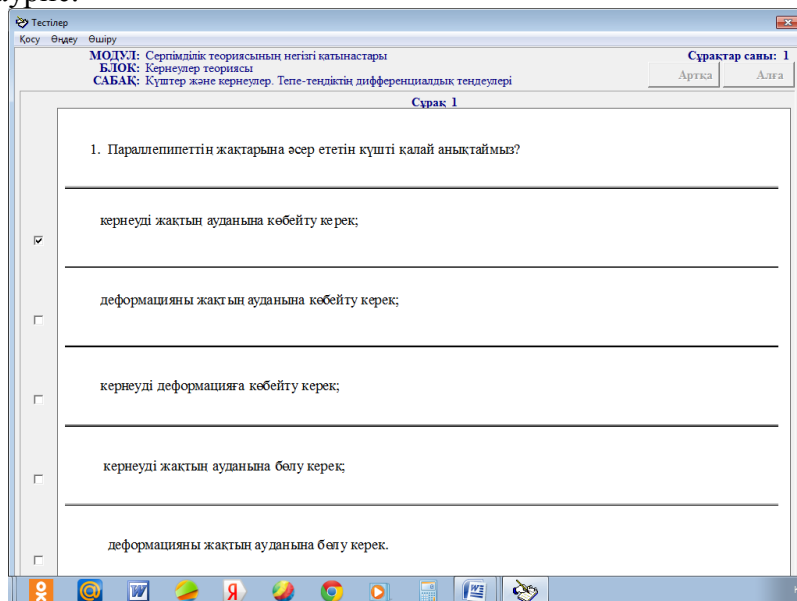 Тестілер
Қосу Өңдеу Өшіру
МОДУЛ: Серпімділік теориясының негізгі қатынастары
Сұрақтар саны: 1
БЛОК: Кернеулер теориясы
САБАҚ: Күштер және кернеулер. Тепе-теңдіктің дифференциалдық теңдеулері
Артқа Алға
Сұрақ 1
1. Параллепипеттің жақтарына әсер ететін күшті қалай анықтаймыз?
кернеуді жақтың ауданына көбейту керек;
деформацияны жақтың ауданына көбейту керек;
кернеуді деформацияға көбейту керек;
кернеуді жақтың ауданына бөлу керек;
деформацияны жақтың ауданына бөлу керек.